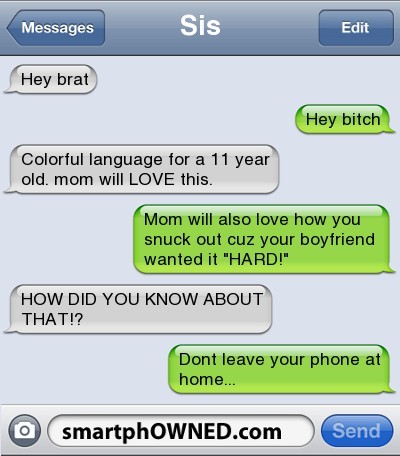 Messages
Sis
Edit
Hey brat
Hey bitch
Colorful language for a 11 year
old. mom will LOVE this.
Mom will also love how you
snuck out cuz your boyfriend
wanted it "HARD!"
HOW DID YOU KNOW ABOUT
THAT!?
Dont leave your phone at
home...
smartphOWNED.com
Send